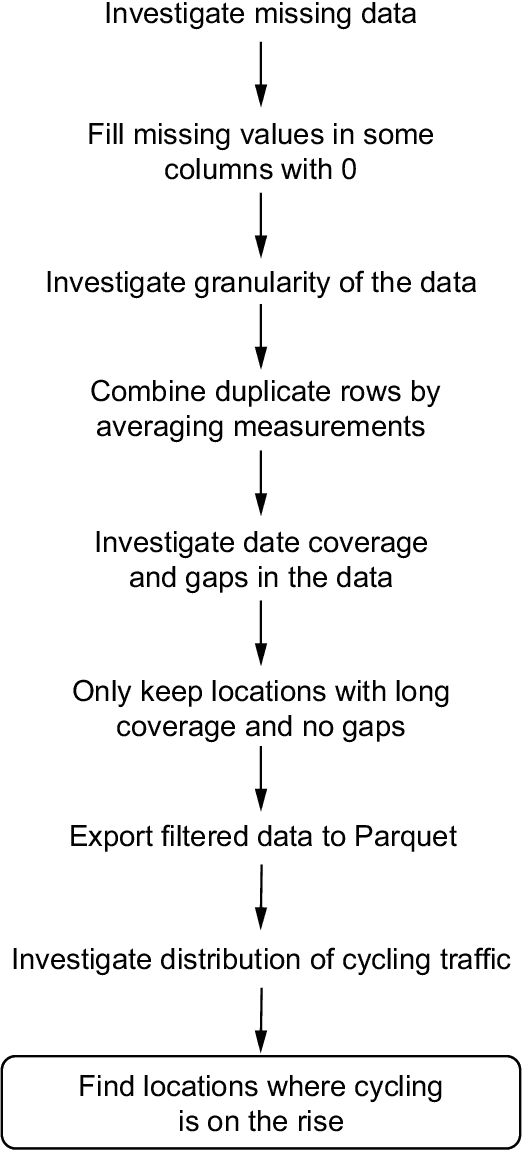 Investigate missing data
Fill missing values in some
columns with 0
Investigate granularity of the data
Combine duplicate rows by
averaging measurements
Investigate date coverage
and gaps in the data
Only keep locations with long
coverage and no gaps
Export filtered data to Parquet
Investigate distribution of cycling traffic
Find locations where cycling
is on the rise